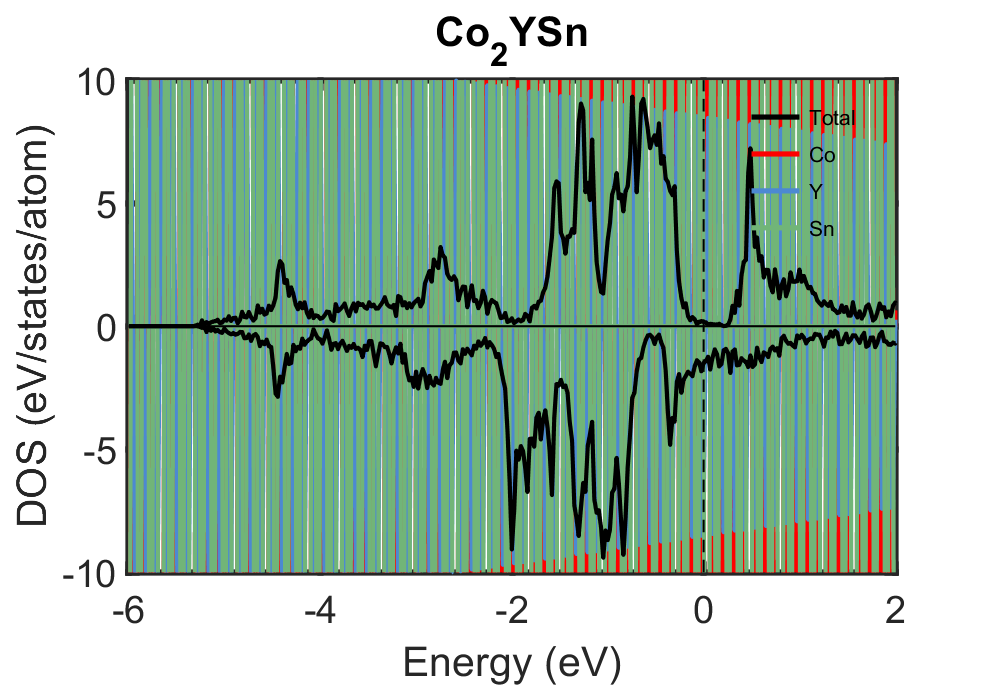 Co₂YSn
10
5
0
-5
-10
DOS (eV/states/atom)
Total
Co
Y
Sn
-6 -4 -2 0 2
Energy (eV)